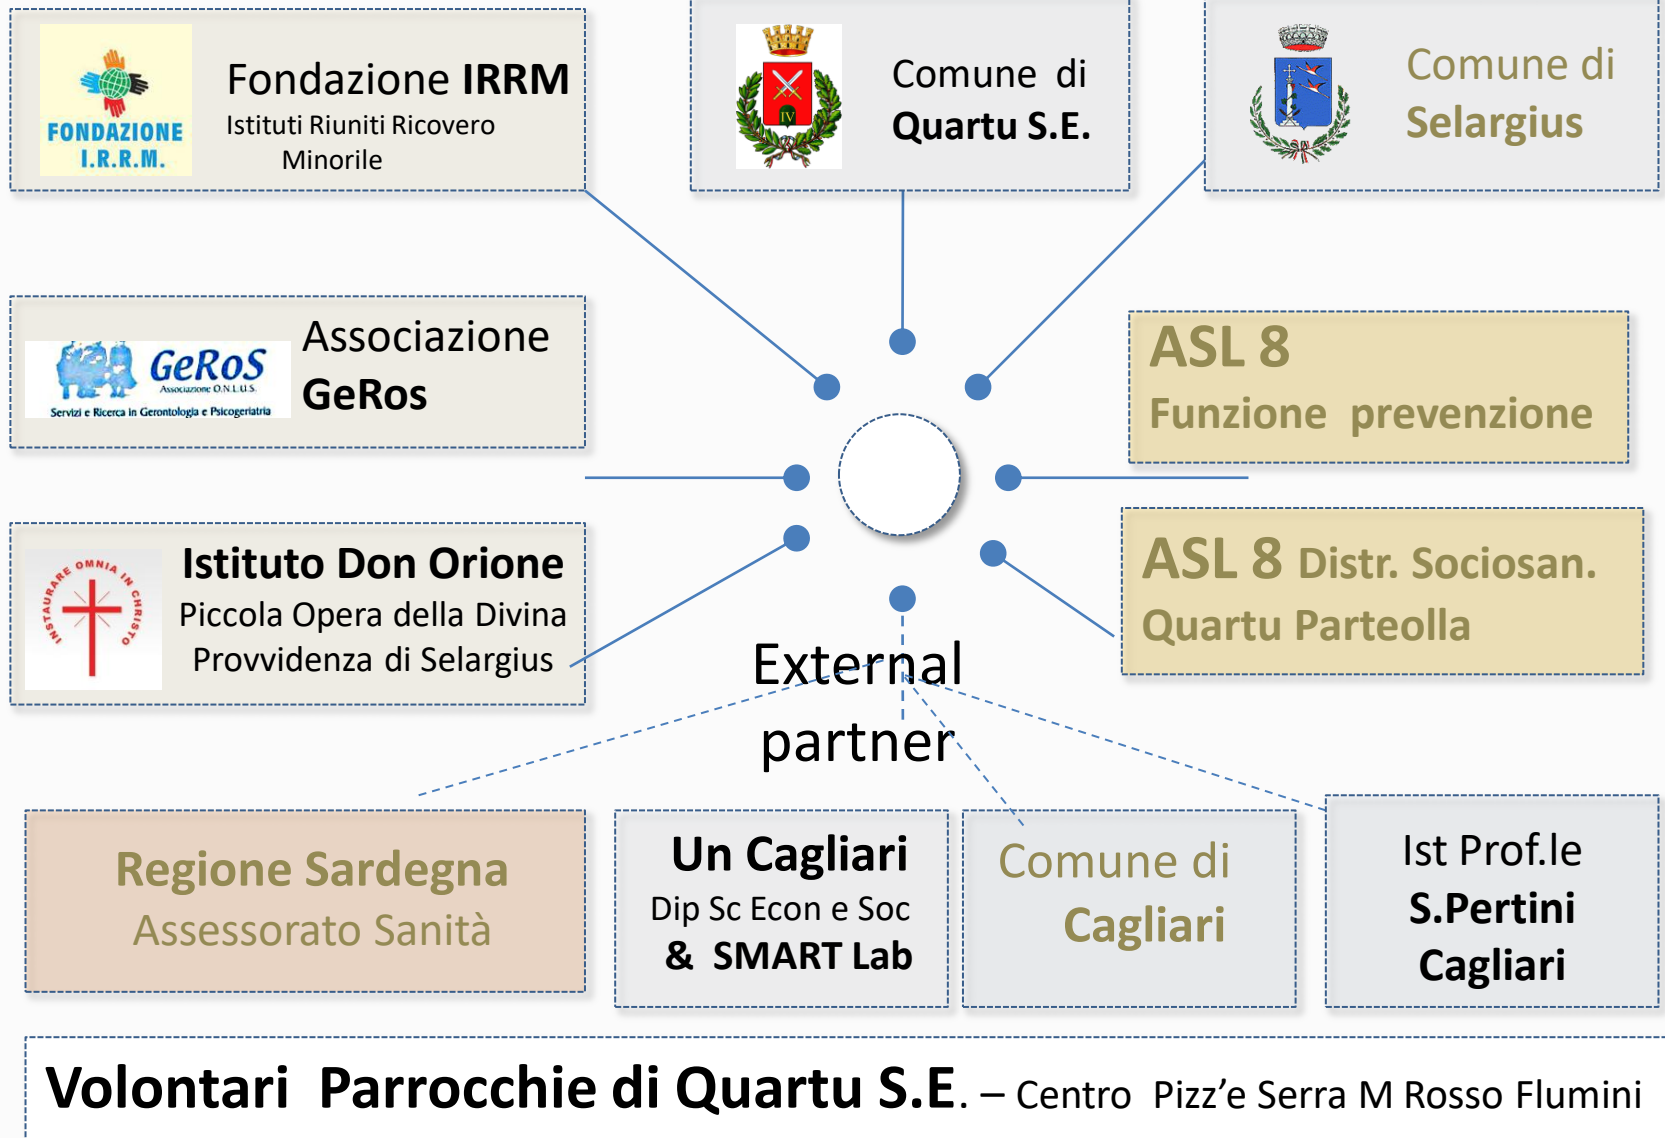 FONDAZIONE
I.R.R.M.
Fondazione IRRM
Istituti Riuniti Ricovero
Minorile
IV
Comune di
Quartu S.E.
Comune di
Selargius
GeRoS
Associazione O.N.L.U.S.
Servizi e Ricerca in Gerontologia e Psicogeriatria
Associazione
GeRos
ASL 8
Funzione prevenzione
INSTAURARE OMNIA IN CHRISTO
Istituto Don Orione
Piccola Opera della Divina
Provvidenza di Selargius
ASL 8 Distr. Sociosan.
Quartu Parteolla
External
partner
Regione Sardegna
Assessorato Sanità
Un Cagliari
Dip Sc Econ e Soc
& SMART Lab
Comune di
Cagliari
Ist Prof.le
S.Pertini
Cagliari
Volontari Parrocchie di Quartu S.E. – Centro Pizz’e Serra M Rosso Flumini